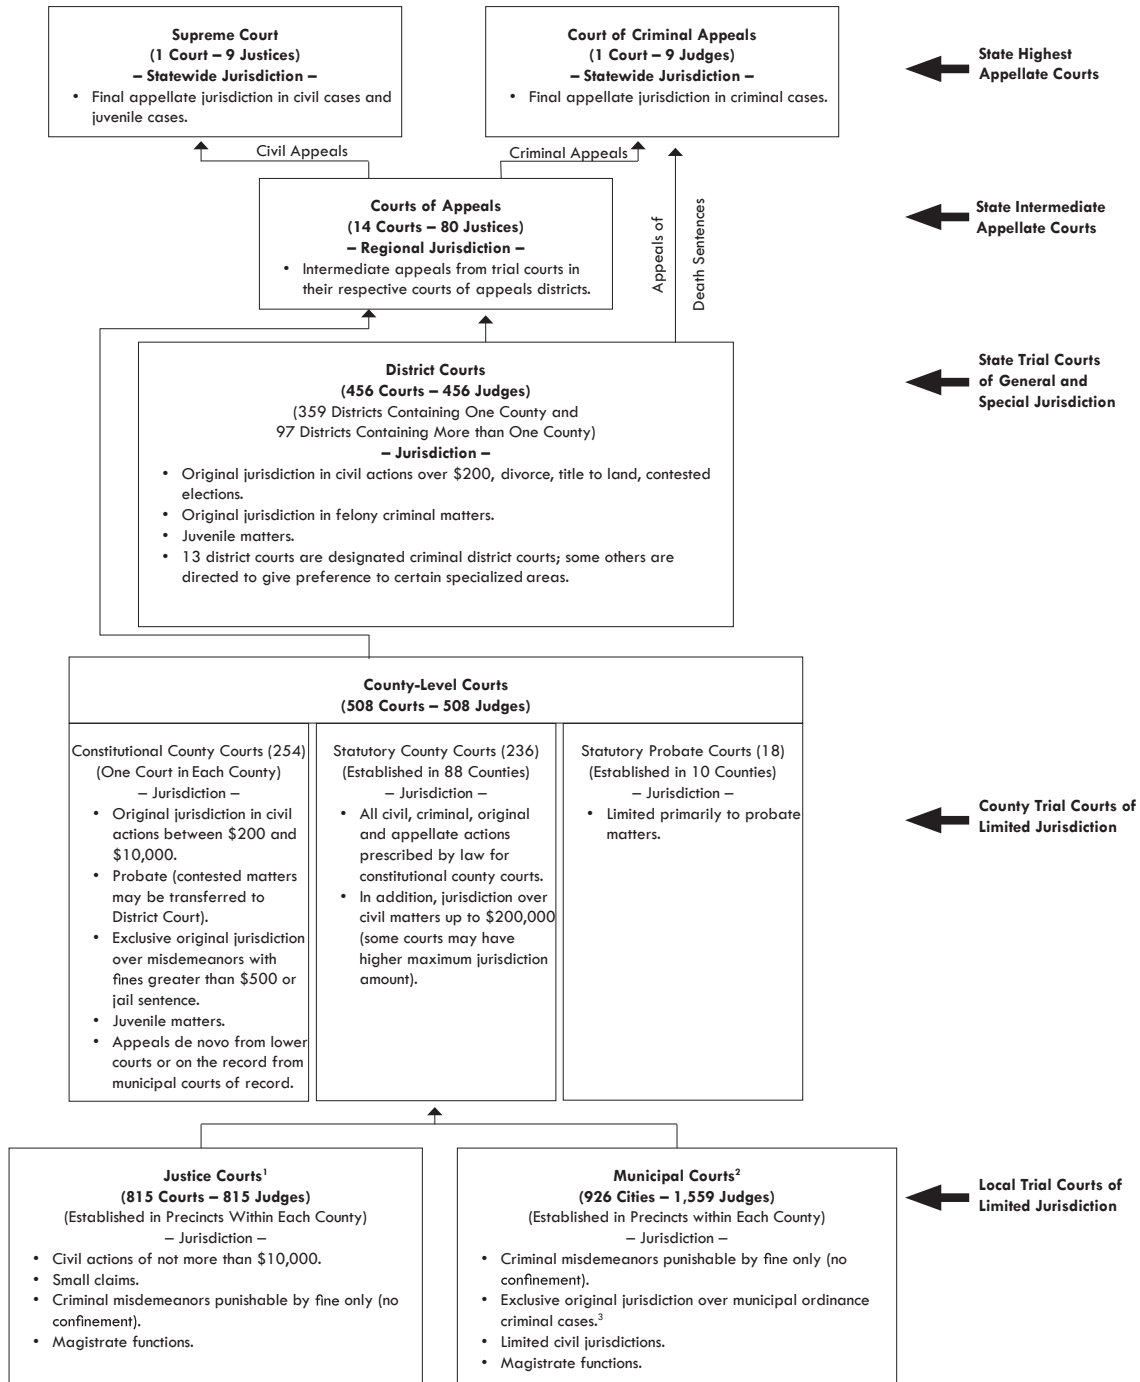 Supreme Court
(1 Court – 9 Justices)
– Statewide Jurisdiction –
• Final appellate jurisdiction in civil cases and
juvenile cases.
Court of Criminal Appeals
(1 Court – 9 Judges)
– Statewide Jurisdiction –
• Final appellate jurisdiction in criminal cases.
State Highest
Appellate Courts
Civil Appeals
Criminal Appeals
Appeals of
Death Sentences
Courts of Appeals
(14 Courts – 80 Justices)
– Regional Jurisdiction –
• Intermediate appeals from trial courts in
their respective courts of appeals districts.
State Intermediate
Appellate Courts
District Courts
(456 Courts – 456 Judges)
(359 Districts Containing One County and
97 Districts Containing More than One County)
– Jurisdiction –
• Original jurisdiction in civil actions over $200, divorce, title to land, contested
elections.
• Original jurisdiction in felony criminal matters.
• Juvenile matters.
• 13 district courts are designated criminal district courts; some others are
directed to give preference to certain specialized areas.
State Trial Courts
of General and
Special Jurisdiction
County-Level Courts
(508 Courts – 508 Judges)
Constitutional County Courts (254)
(One Court in Each County)
– Jurisdiction –
• Original jurisdiction in civil
actions between $200 and
$10,000.
• Probate (contested matters
may be transferred to
District Court).
• Exclusive original jurisdiction
over misdemeanors with
fines greater than $500 or
jail sentence.
• Juvenile matters.
• Appeals de novo from lower
courts or on the record from
municipal courts of record.
Statutory County Courts (236)
(Established in 88 Counties)
– Jurisdiction –
• All civil, criminal, original
and appellate actions
prescribed by law for
constitutional county courts.
• In addition, jurisdiction over
civil matters up to $200,000
(some courts may have
higher maximum jurisdiction
amount).
Statutory Probate Courts (18)
(Established in 10 Counties)
– Jurisdiction –
• Limited primarily to probate
matters.
County Trial Courts of
Limited Jurisdiction
Justice Courts¹
(815 Courts – 815 Judges)
(Established in Precincts Within Each County)
– Jurisdiction –
• Civil actions of not more than $10,000.
• Small claims.
• Criminal misdemeanors punishable by fine only (no
confinement).
• Magistrate functions.
Municipal Courts²
(926 Cities – 1,559 Judges)
(Established in Precincts within Each County)
– Jurisdiction –
• Criminal misdemeanors punishable by fine only (no
confinement).
• Exclusive original jurisdiction over municipal ordinance
criminal cases.³
• Limited civil jurisdictions.
• Magistrate functions.
Local Trial Courts of
Limited Jurisdiction